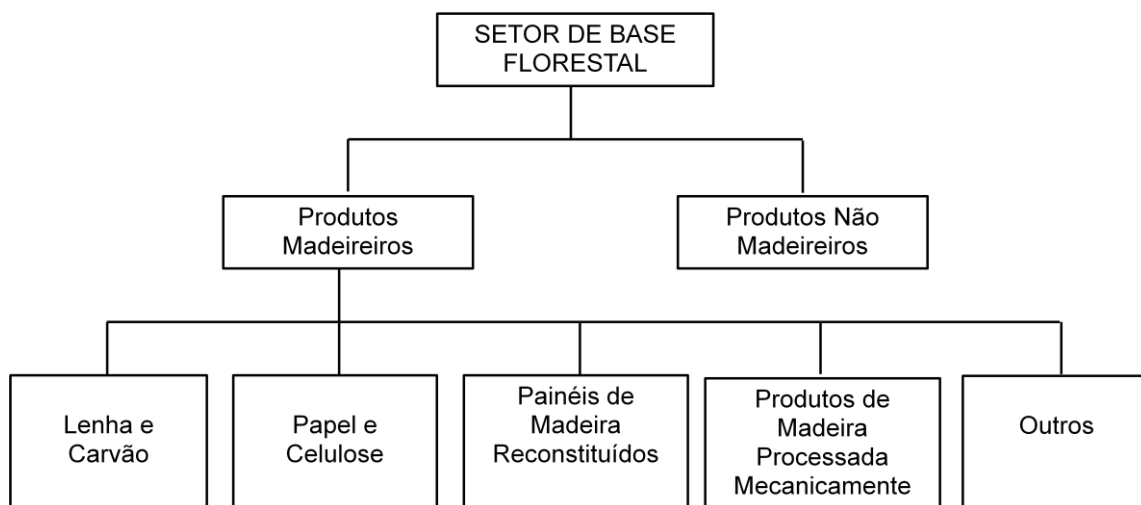 SETOR DE BASE
FLORESTAL
Produtos
Madeireiros
Produtos Não
Madeireiros
Lenha e
Carvão
Papel e
Celulose
Painéis de
Madeira
Reconstituídos
Produtos de
Madeira
Processada
Mecanicamente
Outros